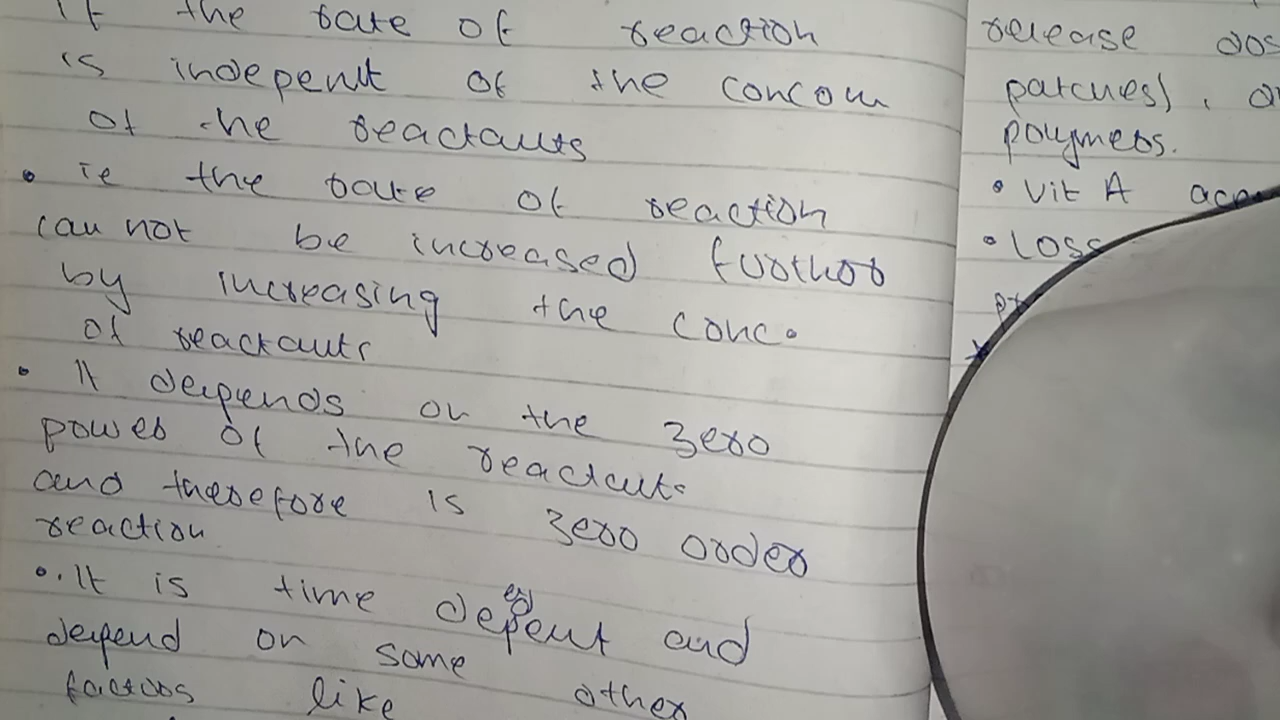 If the rate of reaction
is indepent of the concom
of the reactants
• ie the rate of reaction
can not be increased further
by increasing the conc.
of reactants
• It depends on the zero
power of the reactants
and therefore is zero order
reaction
• It is time depent and
depend on some other
factors like
release dos
patches), a
polymers.
• Vit A acc
• Loss